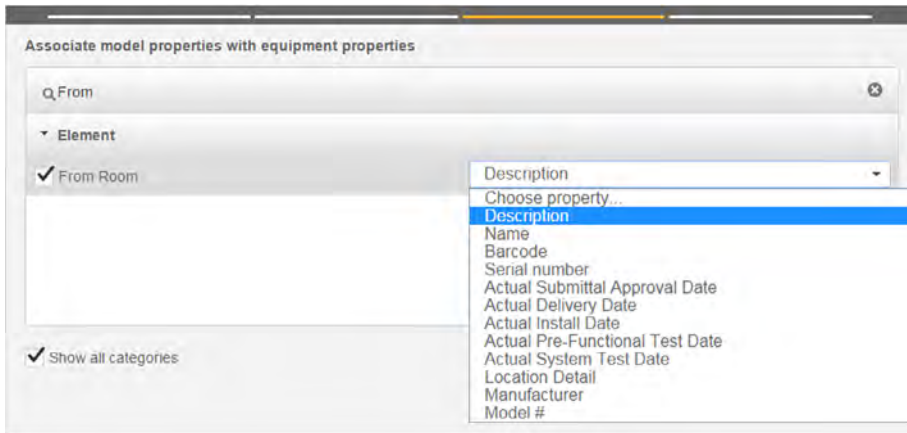 Associate model properties with equipment properties
From
Element
From Room
Description
Choose property...
Description
Name
Barcode
Serial number
Actual Submittal Approval Date
Actual Delivery Date
Actual Install Date
Actual Pre-Functional Test Date
Actual System Test Date
Location Detail
Manufacturer
Model #
Show all categories